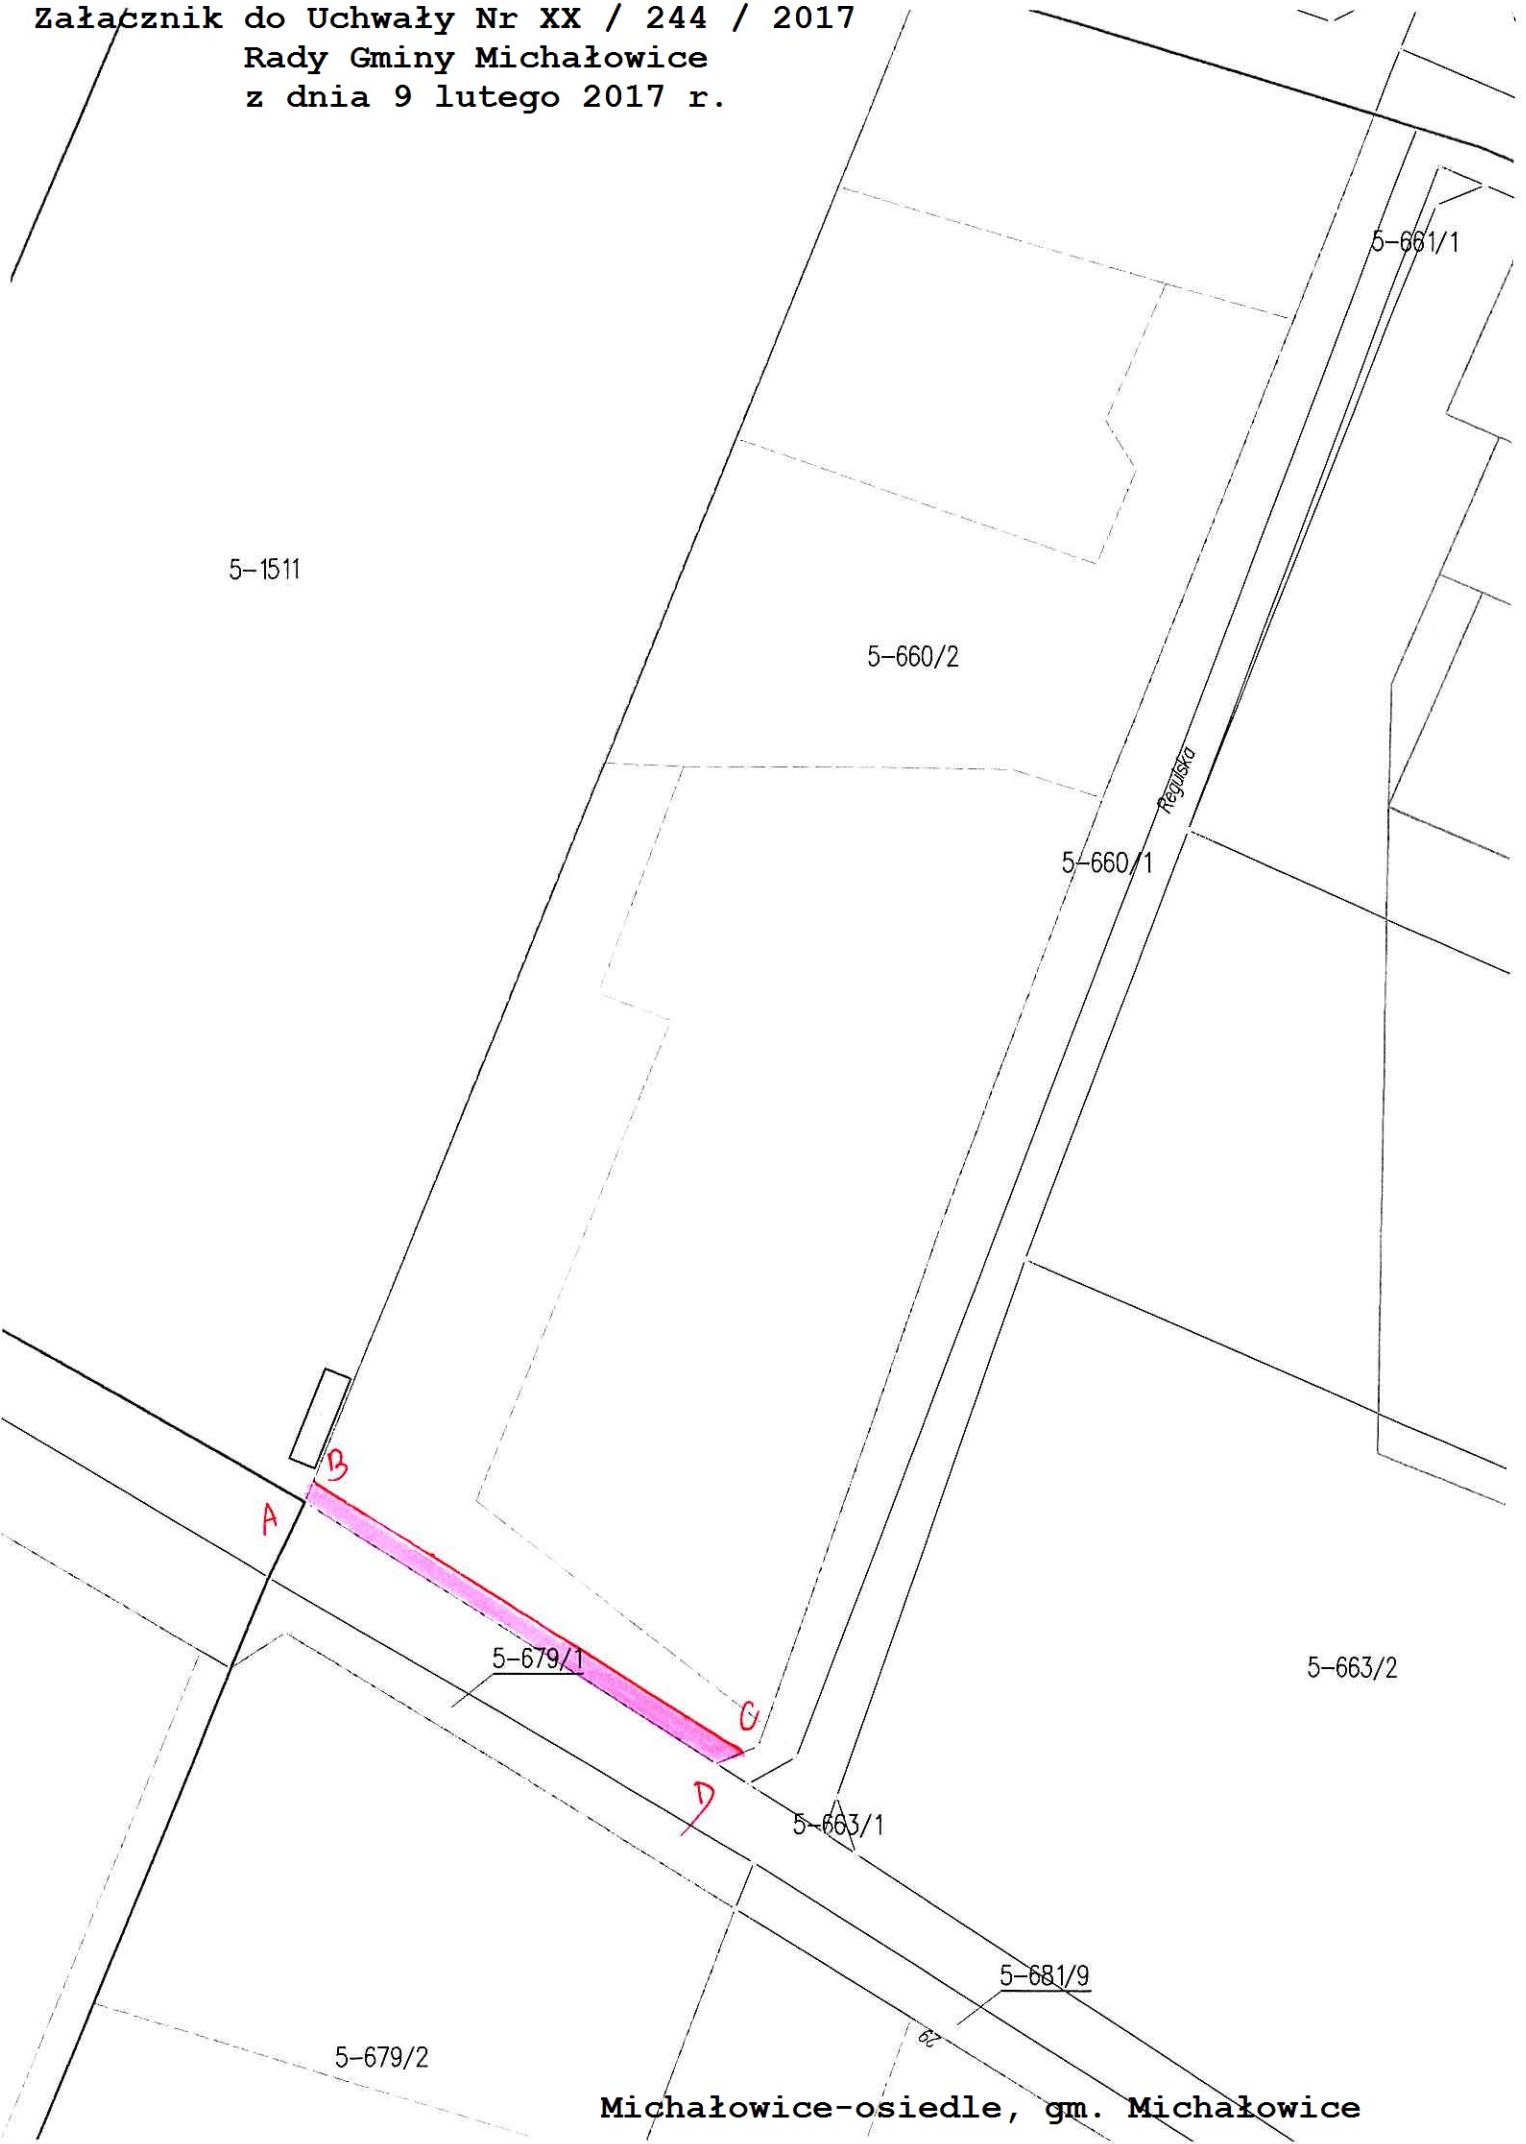 Załacznik do Uchwały Nr XX / 244 / 2017
Rady Gminy Michałowice
z dnia 9 lutego 2017 r.
5-661/1
5-1511
5-660/2
Regulska
5-660/1
B
A
5-679/1
5-663/2
C
D
5-663/1
5-681/9
29
5-679/2
Michałowice-osiedle, gm. Michałowice